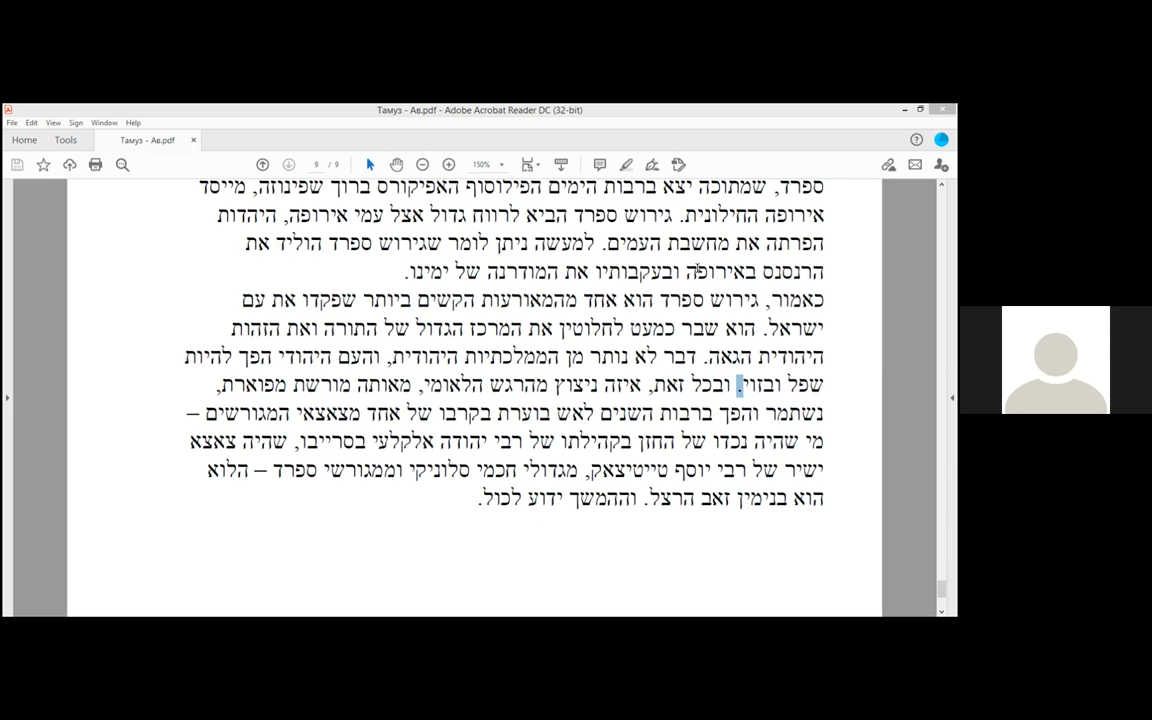 Тамуз - Ав.pdf - Adobe Acrobat Reader DC (32-bit)
File Edit View Sign Window Help
Home Tools Тамуз - Ав.pdf ×
9 / 9 150%
ספרד, שמתוכה יצא ברבות הימים הפילוסוף האפיקורס ברוך שפינוזה, מייסד
אירופה החילונית. גירוש ספרד הביא לרווח גדול אצל עמי אירופה, היהדות
הפרתה את מחשבת העמים. למעשה ניתן לומר שגירוש ספרד הוליד את
הרנסנס באירופה ובעקבותיו את המודרנה של ימינו.
כאמור, גירוש ספרד הוא אחד מהמאורעות הקשים ביותר שפקדו את עם
ישראל. הוא שבר כמעט לחלוטין את המרכז הגדול של התורה ואת הזהות
היהודית הגאה. דבר לא נותר מן הממלכתיות היהודית, והעם היהודי הפך להיות
שפל ובזוי. ובכל זאת, איזה ניצוץ מהרגש הלאומי, מאותה מורשת מפוארת,
נשתמר והפך ברבות השנים לאש בוערת בקרבו של אחד מצאצאי המגורשים –
מי שהיה נכדו של החזן בקהילתו של רבי יהודה אלקלעי בסרייבו, שהיה צאצא
ישיר של רבי יוסף טייטיצאק, מגדולי חכמי סלוניקי וממגורשי ספרד – הלוא
הוא בנימין זאב הרצל. וההמשך ידוע לכול.